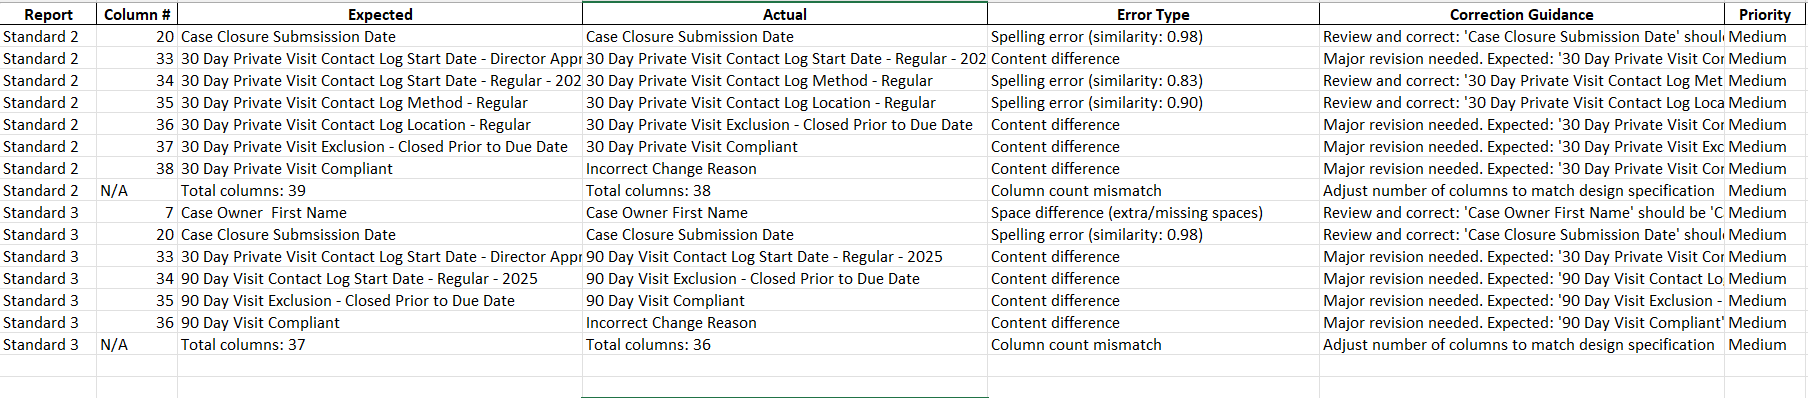 Report Column # Expected Actual Error Type Correction Guidance Priority
Standard 2 20 Case Closure Submsission Date Case Closure Submission Date Spelling error (similarity: 0.98) Review and correct: 'Case Closure Submission Date' shoul Medium
Standard 2 33 30 Day Private Visit Contact Log Start Date - Director Appr 30 Day Private Visit Contact Log Start Date - Regular - 202 Content difference Major revision needed. Expected: '30 Day Private Visit Cor Medium
Standard 2 34 30 Day Private Visit Contact Log Start Date - Regular - 202 30 Day Private Visit Contact Log Method - Regular Spelling error (similarity: 0.83) Review and correct: '30 Day Private Visit Contact Log Met Medium
Standard 2 35 30 Day Private Visit Contact Log Method - Regular 30 Day Private Visit Contact Log Location - Regular Spelling error (similarity: 0.90) Review and correct: '30 Day Private Visit Contact Log Loca Medium
Standard 2 36 30 Day Private Visit Contact Log Location - Regular 30 Day Private Visit Exclusion - Closed Prior to Due Date Content difference Major revision needed. Expected: '30 Day Private Visit Cor Medium
Standard 2 37 30 Day Private Visit Exclusion - Closed Prior to Due Date 30 Day Private Visit Compliant Content difference Major revision needed. Expected: '30 Day Private Visit Exc Medium
Standard 2 38 30 Day Private Visit Compliant Incorrect Change Reason Content difference Major revision needed. Expected: '30 Day Private Visit Cor Medium
Standard 2 N/A Total columns: 39 Total columns: 38 Column count mismatch Adjust number of columns to match design specification Medium
Standard 3 7 Case Owner  First Name Case Owner First Name Space difference (extra/missing spaces) Review and correct: 'Case Owner First Name' should be 'C Medium
Standard 3 20 Case Closure Submsission Date Case Closure Submission Date Spelling error (similarity: 0.98) Review and correct: 'Case Closure Submission Date' shoul Medium
Standard 3 33 30 Day Private Visit Contact Log Start Date - Director Appr 90 Day Visit Contact Log Start Date - Regular - 2025 Content difference Major revision needed. Expected: '30 Day Private Visit Cor Medium
Standard 3 34 90 Day Visit Contact Log Start Date - Regular - 2025 90 Day Visit Exclusion - Closed Prior to Due Date Content difference Major revision needed. Expected: '90 Day Visit Contact Lo Medium
Standard 3 35 90 Day Visit Exclusion - Closed Prior to Due Date 90 Day Visit Compliant Content difference Major revision needed. Expected: '90 Day Visit Exclusion - Medium
Standard 3 36 90 Day Visit Compliant Incorrect Change Reason Content difference Major revision needed. Expected: '90 Day Visit Compliant' Medium
Standard 3 N/A Total columns: 37 Total columns: 36 Column count mismatch Adjust number of columns to match design specification Medium